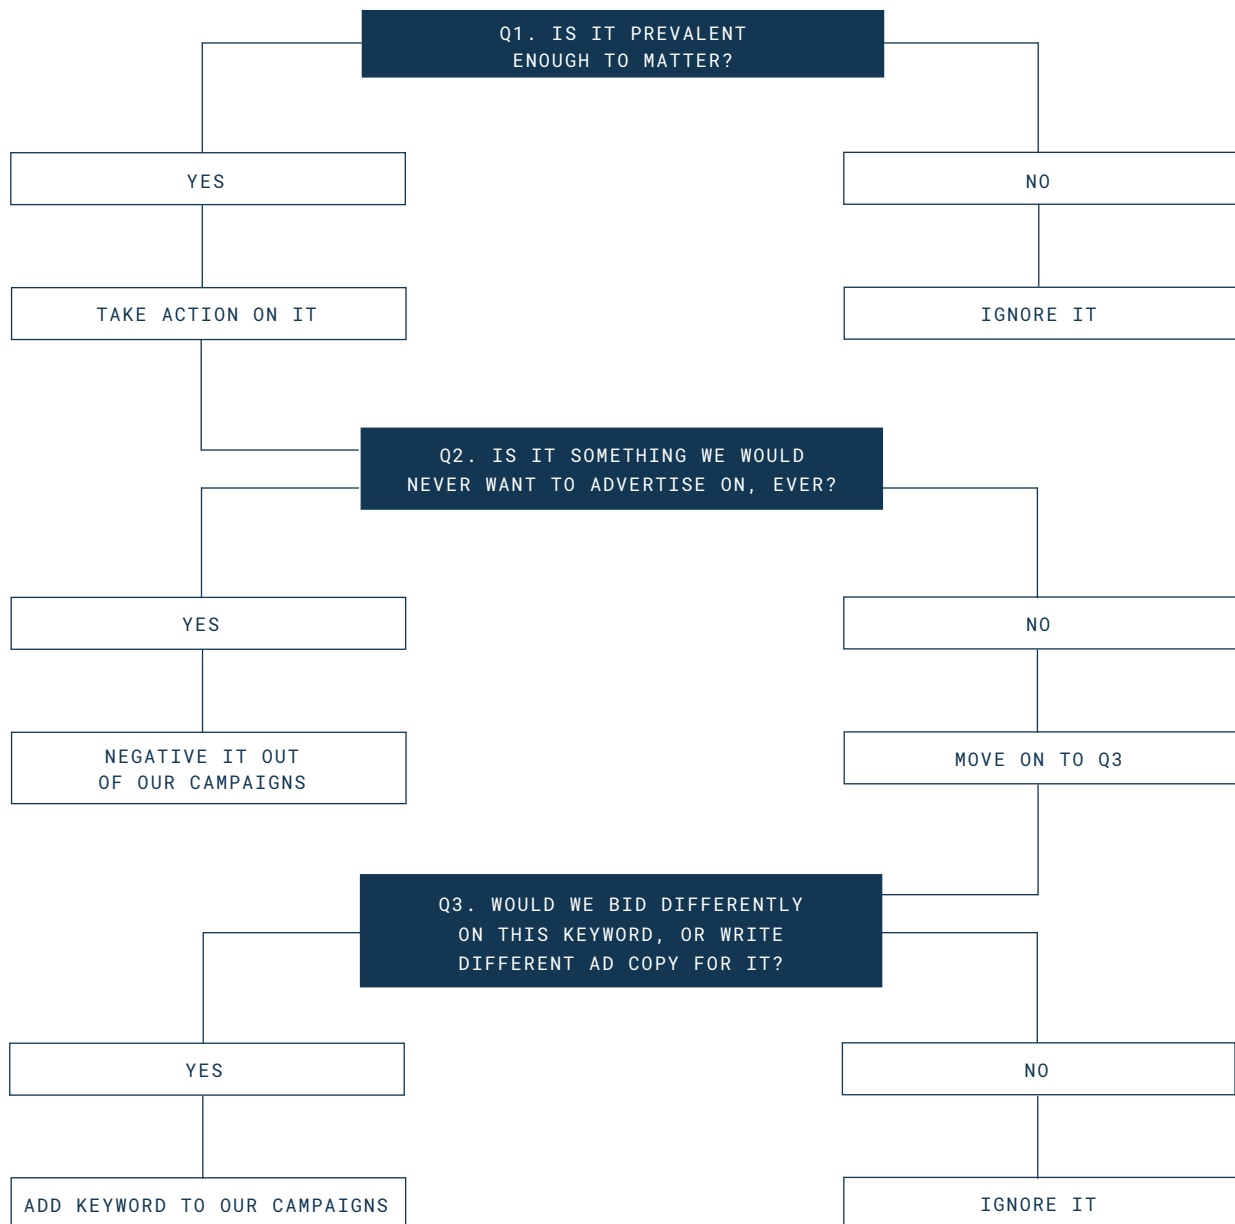 Q1. IS IT PREVALENT
ENOUGH TO MATTER?
YES
NO
TAKE ACTION ON IT
IGNORE IT
Q2. IS IT SOMETHING WE WOULD
NEVER WANT TO ADVERTISE ON, EVER?
YES
NO
NEGATIVE IT OUT
OF OUR CAMPAIGNS
MOVE ON TO Q3
Q3. WOULD WE BID DIFFERENTLY
ON THIS KEYWORD, OR WRITE
DIFFERENT AD COPY FOR IT?
YES
NO
ADD KEYWORD TO OUR CAMPAIGNS
IGNORE IT